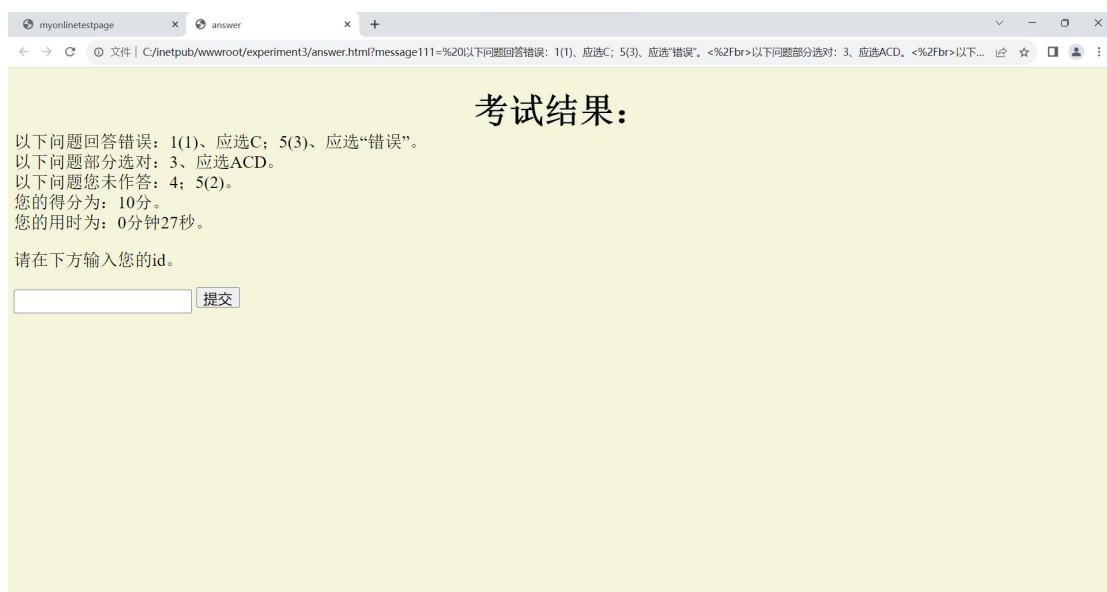 myonlinetestpage
answer
文件 | C:/inetpub/wwwroot/experiment3/answer.html?message111=%20以下问题回答错误：1(1)、应选C；5(3)、应选“错误”。<%2Fbr>以下问题部分选对：3、应选ACD。<%2Fbr>以下...
考试结果：
以下问题回答错误：1(1)、应选C；5(3)、应选“错误”。
以下问题部分选对：3、应选ACD。
以下问题您未作答：4；5(2)。
您的得分为：10分。
您的用时为：0分钟27秒。
请在下方输入您的id。
提交